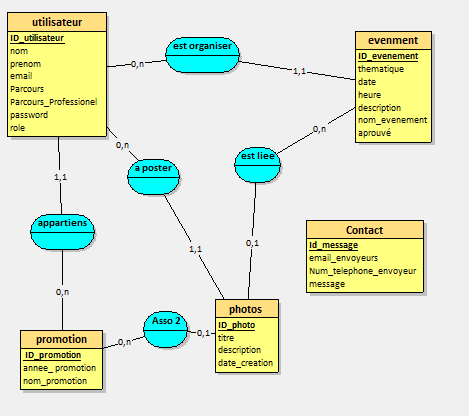 utilisateur
ID_utilisateur
nom
prenom
email
Parcours
Parcours_Professionel
password
role
est organiser
0,n
1,1
evenment
ID_evenement
thematique
date
heure
description
nom_evenement
aprouvé
0,n
a poster
1,1
est liee
0,n
0,1
1,1
appartiens
0,n
Contact
Id_message
email_envoyeurs
Num_telephone_envoyeur
message
promotion
ID_promotion
annee_ promotion
nom_promotion
0,n
Asso 2
0,1
photos
ID_photo
titre
description
date_creation